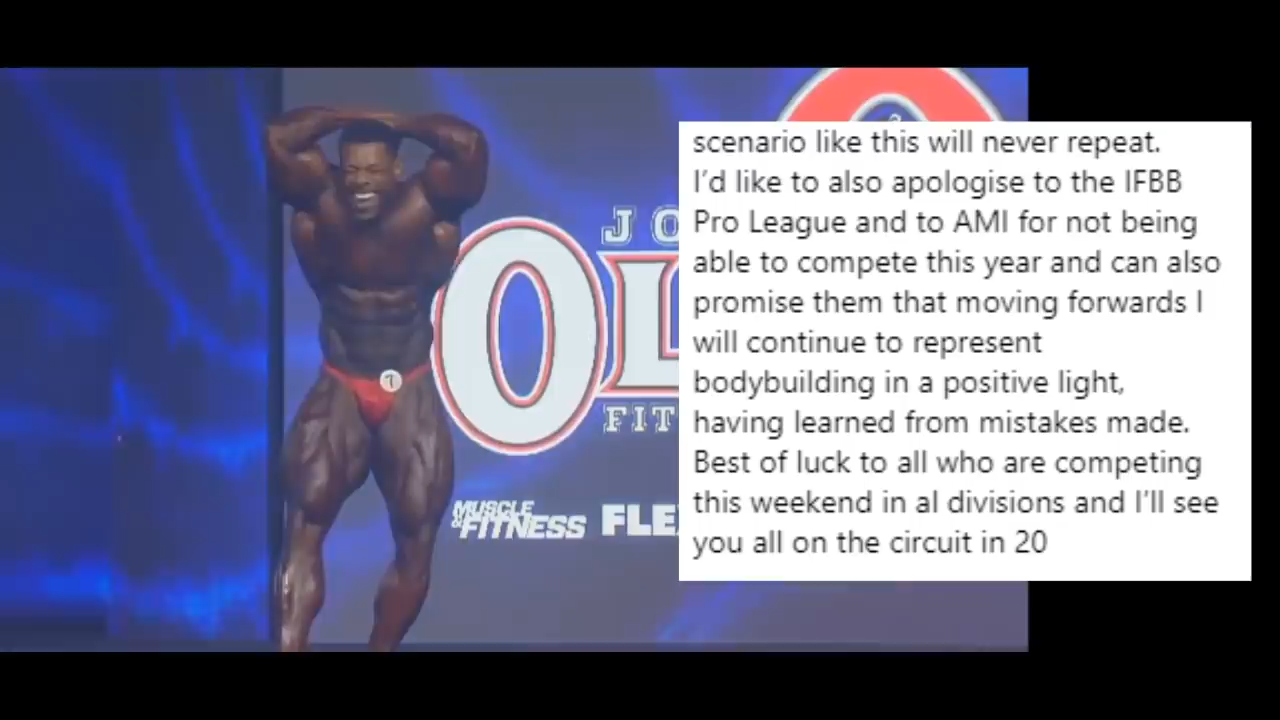 7
JO
OL
FIT
MUSCLE
&FITNESS
FLE
scenario like this will never repeat.
I'd like to also apologise to the IFBB
Pro League and to AMI for not being
able to compete this year and can also
promise them that moving forwards I
will continue to represent
bodybuilding in a positive light,
having learned from mistakes made.
Best of luck to all who are competing
this weekend in al divisions and I'll see
you all on the circuit in 20